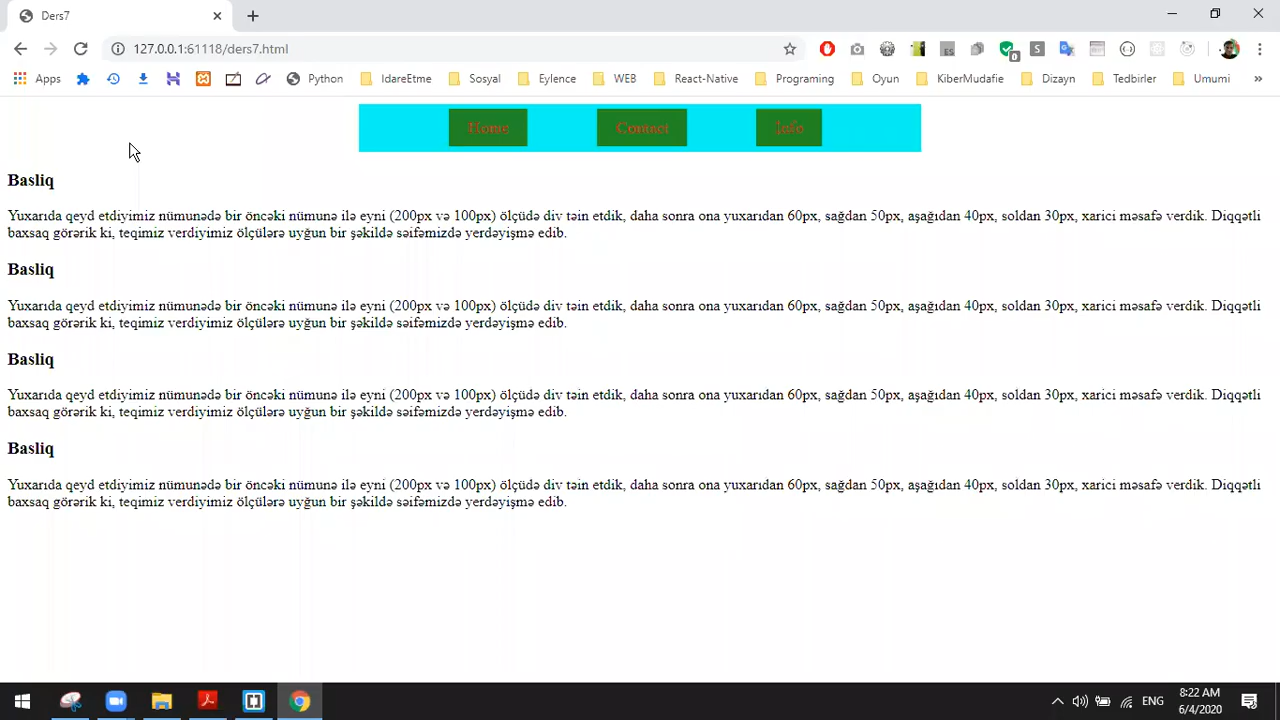 Ders7
127.0.0.1:61118/ders7.html
ES
S
0
Apps
Python
IdareEtme
Sosyal
Eylence
WEB
React-Native
Programing
Oyun
KiberMudafie
Dizayn
Tedbirler
Umumi
»
Home
Contact
Info
Basliq
Yuxarıda qeyd etdiyimiz nümunədə bir öncəki nümunə ilə eyni (200px və 100px) ölçüdə div təin etdik, daha sonra ona yuxarıdan 60px, sağdan 50px, aşağıdan 40px, soldan 30px, xarici məsafə verdik. Diqqətli
baxsaq görərik ki, teqimiz verdiyimiz ölçülərə uyğun bir şəkildə səifəmizdə yerdəyişmə edib.
Basliq
Yuxarıda qeyd etdiyimiz nümunədə bir öncəki nümunə ilə eyni (200px və 100px) ölçüdə div təin etdik, daha sonra ona yuxarıdan 60px, sağdan 50px, aşağıdan 40px, soldan 30px, xarici məsafə verdik. Diqqətli
baxsaq görərik ki, teqimiz verdiyimiz ölçülərə uyğun bir şəkildə səifəmizdə yerdəyişmə edib.
Basliq
Yuxarıda qeyd etdiyimiz nümunədə bir öncəki nümunə ilə eyni (200px və 100px) ölçüdə div təin etdik, daha sonra ona yuxarıdan 60px, sağdan 50px, aşağıdan 40px, soldan 30px, xarici məsafə verdik. Diqqətli
baxsaq görərik ki, teqimiz verdiyimiz ölçülərə uyğun bir şəkildə səifəmizdə yerdəyişmə edib.
Basliq
Yuxarıda qeyd etdiyimiz nümunədə bir öncəki nümunə ilə eyni (200px və 100px) ölçüdə div təin etdik, daha sonra ona yuxarıdan 60px, sağdan 50px, aşağıdan 40px, soldan 30px, xarici məsafə verdik. Diqqətli
baxsaq görərik ki, teqimiz verdiyimiz ölçülərə uyğun bir şəkildə səifəmizdə yerdəyişmə edib.
ENG
8:22 AM
6/4/2020